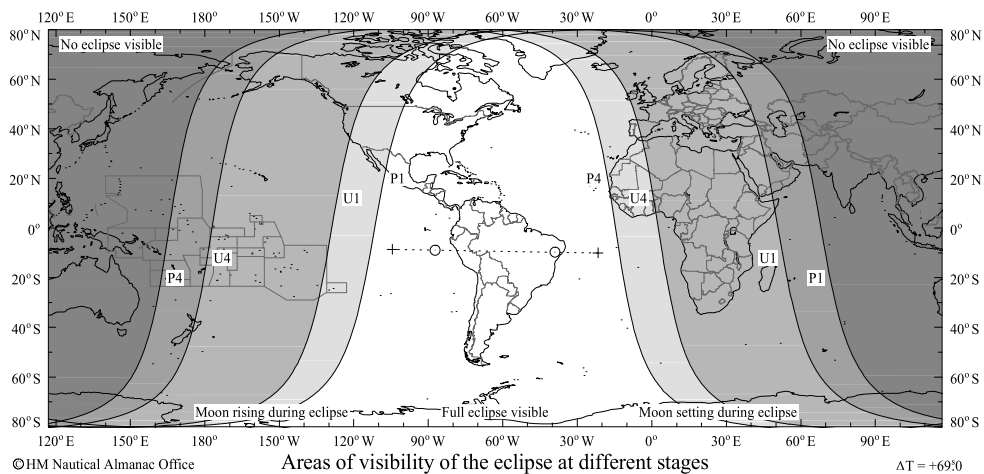 120° E 150° E 180° 150° W 120° W 90° W 60° W 30° W 0° 30° E 60° E 90° E
80° N 80° N
No eclipse visible No eclipse visible
60° N 60° N
40° N 40° N
20° N P1 P4 20° N
U1 U4
0° 0°
U4 U1
20° S P4 P1 20° S
40° S 40° S
60° S 60° S
Moon rising during eclipse Full eclipse visible Moon setting during eclipse
80° S 80° S
120° E 150° E 180° 150° W 120° W 90° W 60° W 30° W 0° 30° E 60° E 90° E
©HM Nautical Almanac Office Areas of visibility of the eclipse at different stages ΔT = +69ˢ.0